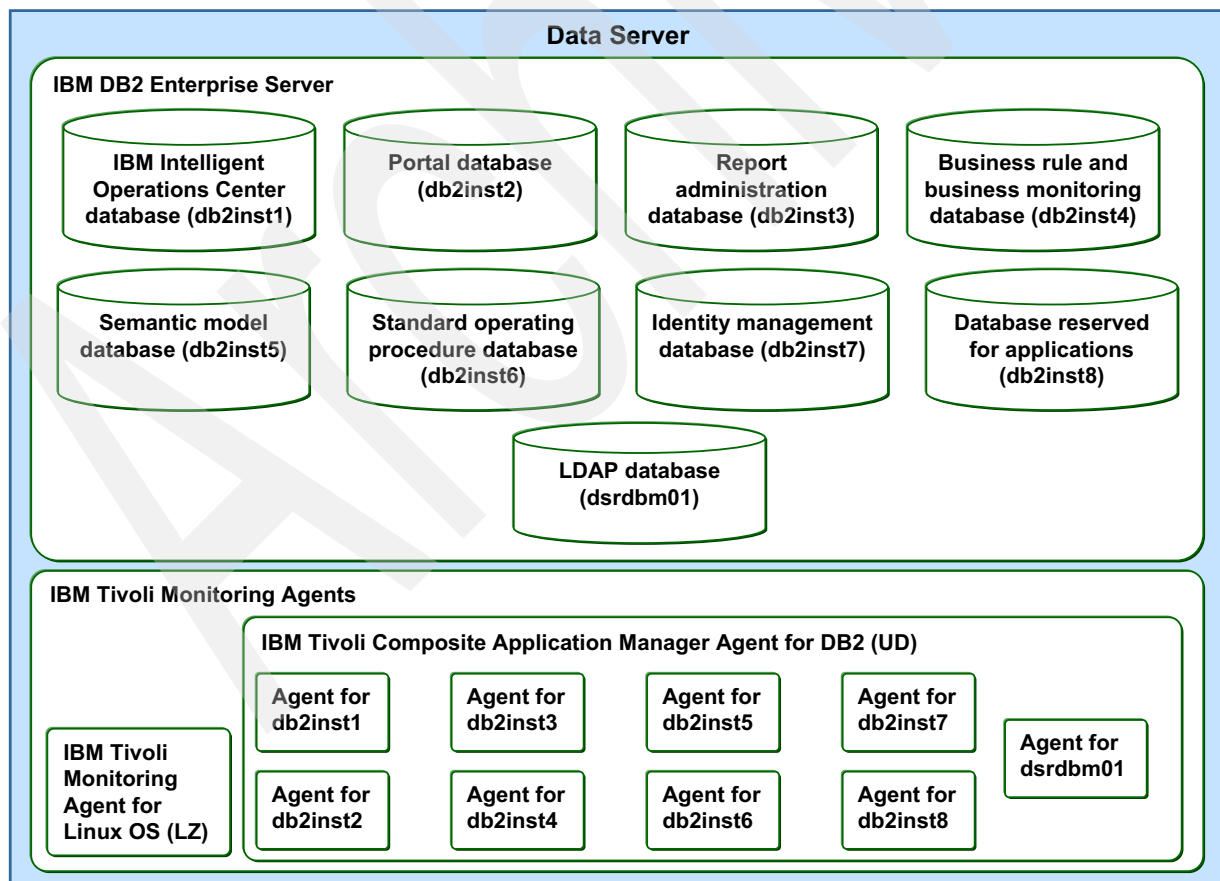 Data Server
IBM DB2 Enterprise Server
IBM Intelligent
Operations Center
database (db2inst1)
Portal database
(db2inst2)
Report
administration
database (db2inst3)
Business rule and
business monitoring
database (db2inst4)
Semantic model
database (db2inst5)
Standard operating
procedure database
(db2inst6)
Identity management
database (db2inst7)
Database reserved
for applications
(db2inst8)
LDAP database
(dsrdbm01)
IBM Tivoli Monitoring Agents
IBM Tivoli
Monitoring
Agent for
Linux OS (LZ)
IBM Tivoli Composite Application Manager Agent for DB2 (UD)
Agent for
db2inst1
Agent for
db2inst3
Agent for
db2inst5
Agent for
db2inst7
Agent for
db2inst2
Agent for
db2inst4
Agent for
db2inst6
Agent for
db2inst8
Agent for
dsrdbm01